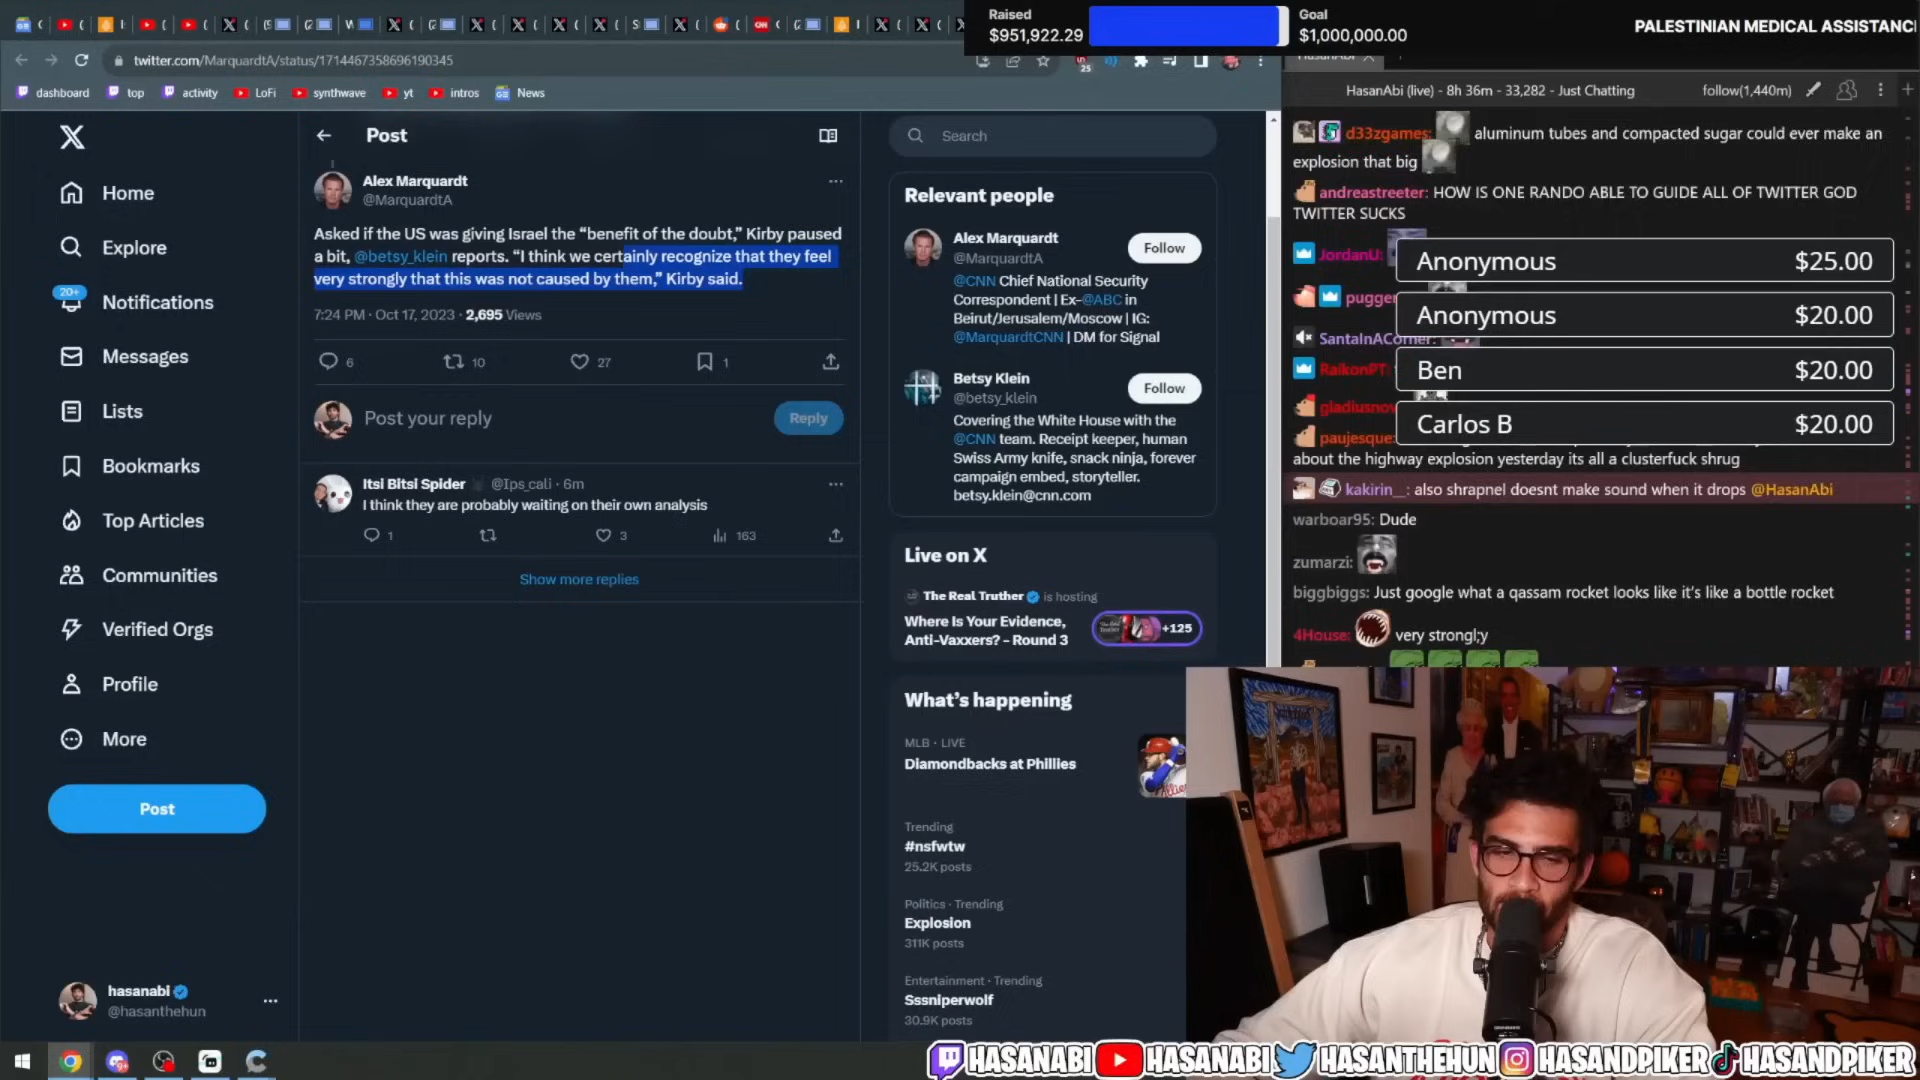 Raised
$951,922.29
Goal
$1,000,000.00
PALESTINIAN MEDICAL ASSISTANC
twitter.com/MarquardtA/status/1714467358696190345
25
dashboard
top
activity
LoFi
synthwave
yt
intros
News
HasanAbi
HasanAbi (live) - 8h 36m - 33,282 - Just Chatting
follow(1,440m)
Home
Explore
20+
Notifications
Messages
Lists
Bookmarks
Top Articles
Communities
Verified Orgs
Profile
More
Post
hasanabi
@hasanthehun
Post
Alex Marquardt
@MarquardtA
Asked if the US was giving Israel the “benefit of the doubt,” Kirby paused
a bit, @betsy_klein reports. “I think we certainly recognize that they feel
very strongly that this was not caused by them,” Kirby said.
7:24 PM · Oct 17, 2023 · 2,695 Views
6
10
27
1
Post your reply
Reply
Itsi Bitsi Spider @Ips_cali · 6m
I think they are probably waiting on their own analysis
1
3
163
Show more replies
Search
Relevant people
Alex Marquardt
@MarquardtA
Follow
@CNN Chief National Security
Correspondent | Ex-@ABC in
Beirut/Jerusalem/Moscow | IG:
@MarquardtCNN | DM for Signal
Betsy Klein
@betsy_klein
Follow
Covering the White House with the
@CNN team. Receipt keeper, human
Swiss Army knife, snack ninja, forever
campaign embed, storyteller.
betsy.klein@cnn.com
Live on X
The Real Truther is hosting
Where Is Your Evidence,
Anti-Vaxxers? - Round 3
+125
What’s happening
MLB · LIVE
Diamondbacks at Phillies
Trending
#nsfwtw
25.2K posts
Politics · Trending
Explosion
311K posts
Entertainment · Trending
Sssniperwolf
30.9K posts
d33zgames: aluminum tubes and compacted sugar could ever make an
explosion that big
andreastreeter: HOW IS ONE RANDO ABLE TO GUIDE ALL OF TWITTER GOD
TWITTER SUCKS
JordanU:
Anonymous $25.00
pugger
Anonymous $20.00
SantaInACorner:
RaikonPT:
Ben $20.00
gladiusnov
Carlos B $20.00
paujesque:
about the highway explosion yesterday its all a clusterfuck shrug
kakirin__: also shrapnel doesnt make sound when it drops @HasanAbi
warboar95: Dude
zumarzi:
biggbiggs: Just google what a qassam rocket looks like it's like a bottle rocket
4House: very strongl;y
HASANABI HASANABI HASANTHEHUN HASANDPIKER HASANDPIKER